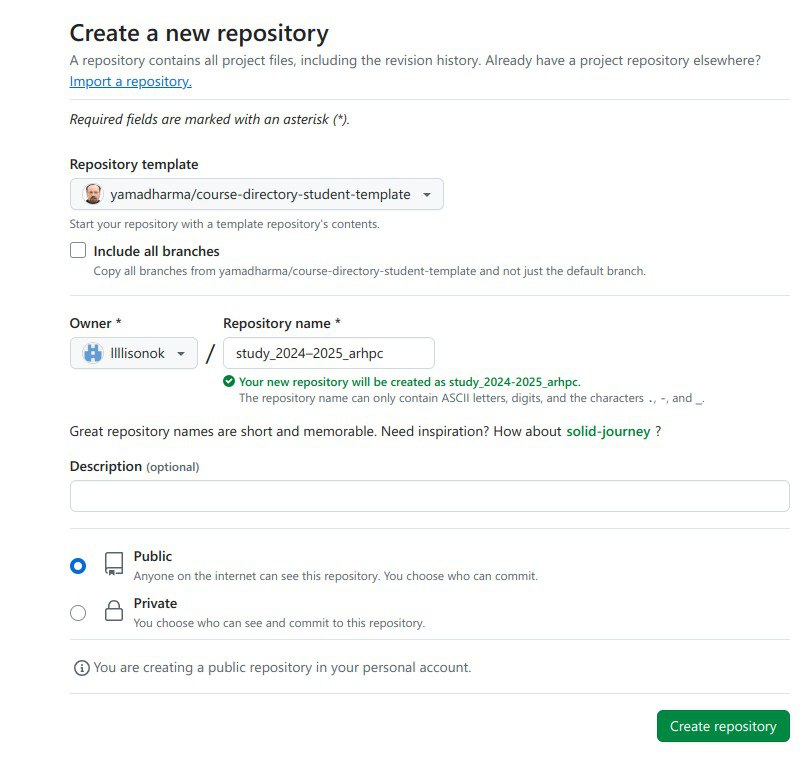 Create a new repository
A repository contains all project files, including the revision history. Already have a project repository elsewhere?
Import a repository.
Required fields are marked with an asterisk (*).
Repository template
yamadharma/course-directory-student-template
Start your repository with a template repository's contents.
Include all branches
Copy all branches from yamadharma/course-directory-student-template and not just the default branch.
Owner * Repository name *
llllisonok / study_2024–2025_arhpc
Your new repository will be created as study_2024-2025_arhpc.
The repository name can only contain ASCII letters, digits, and the characters ., -, and _.
Great repository names are short and memorable. Need inspiration? How about solid-journey ?
Description (optional)
Public
Anyone on the internet can see this repository. You choose who can commit.
Private
You choose who can see and commit to this repository.
You are creating a public repository in your personal account.
Create repository